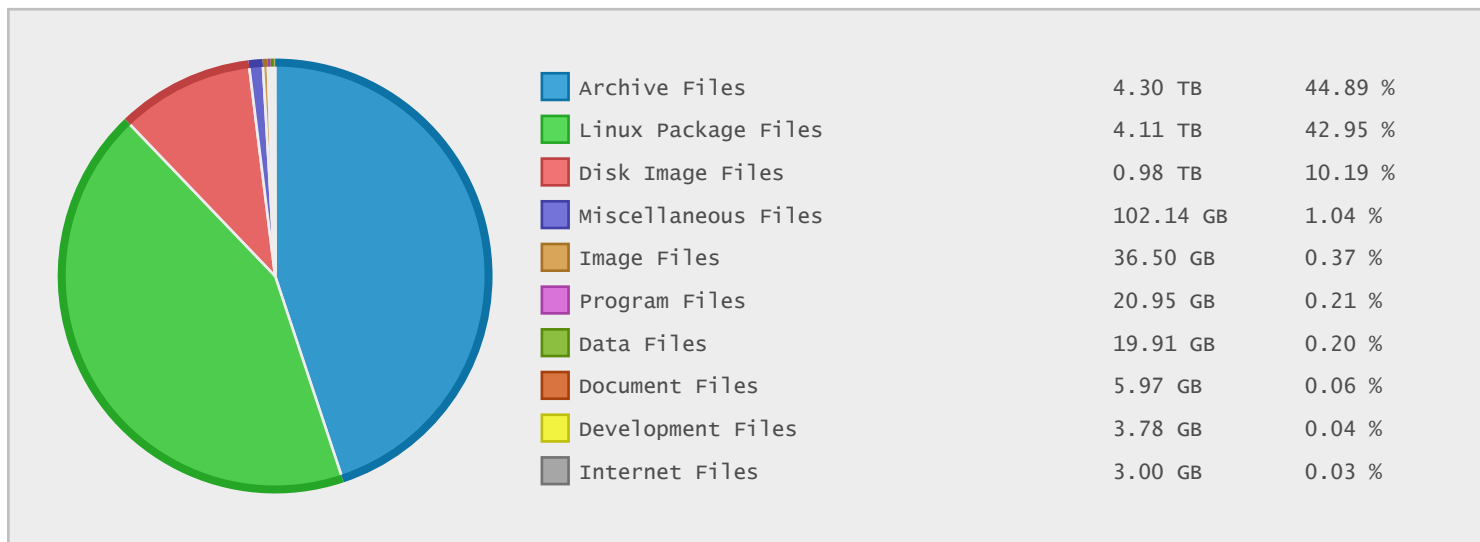 Archive Files 4.30 TB 44.89 %
Linux Package Files 4.11 TB 42.95 %
Disk Image Files 0.98 TB 10.19 %
Miscellaneous Files 102.14 GB 1.04 %
Image Files 36.50 GB 0.37 %
Program Files 20.95 GB 0.21 %
Data Files 19.91 GB 0.20 %
Document Files 5.97 GB 0.06 %
Development Files 3.78 GB 0.04 %
Internet Files 3.00 GB 0.03 %